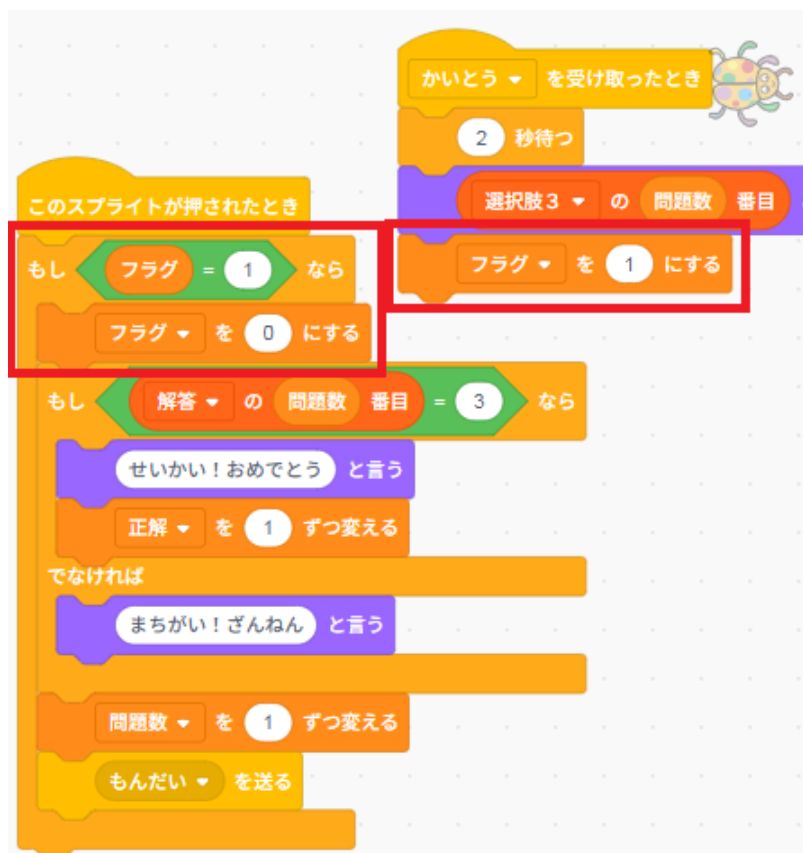 かいとう を受け取ったとき
2 秒待つ
選択肢3 の 問題数 番目
フラグ を 1 にする
このスプライトが押されたとき
もし フラグ = 1 なら
フラグ を 0 にする
もし 解答 の 問題数 番目 = 3 なら
せいかい！おめでとう と言う
正解 を 1 ずつ変える
でなければ
まちがい！ざんねん と言う
問題数 を 1 ずつ変える
もんだい を送る